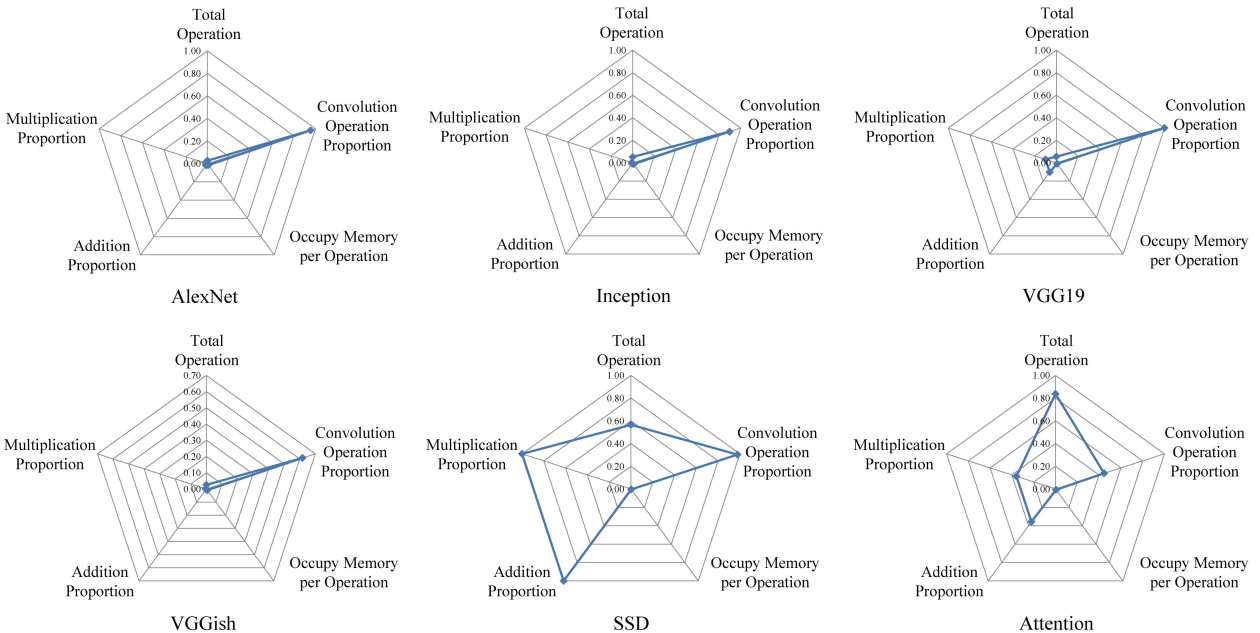 Total
Operation
1.00
0.80
0.60
0.40
0.20
0.00
Convolution
Operation
Proportion
Multiplication
Proportion
Addition
Proportion
Occupy Memory
per Operation
AlexNet
Total
Operation
1.00
0.80
0.60
0.40
0.20
0.00
Convolution
Operation
Proportion
Multiplication
Proportion
Addition
Proportion
Occupy Memory
per Operation
Inception
Total
Operation
1.00
0.80
0.60
0.40
0.20
0.00
Convolution
Operation
Proportion
Multiplication
Proportion
Addition
Proportion
Occupy Memory
per Operation
VGG19
Total
Operation
0.70
0.60
0.50
0.40
0.30
0.20
0.10
0.00
Convolution
Operation
Proportion
Multiplication
Proportion
Addition
Proportion
Occupy Memory
per Operation
VGGish
Total
Operation
1.00
0.80
0.60
0.40
0.20
0.00
Convolution
Operation
Proportion
Multiplication
Proportion
Addition
Proportion
Occupy Memory
per Operation
SSD
Total
Operation
1.00
0.80
0.60
0.40
0.20
0.00
Convolution
Operation
Proportion
Multiplication
Proportion
Addition
Proportion
Occupy Memory
per Operation
Attention